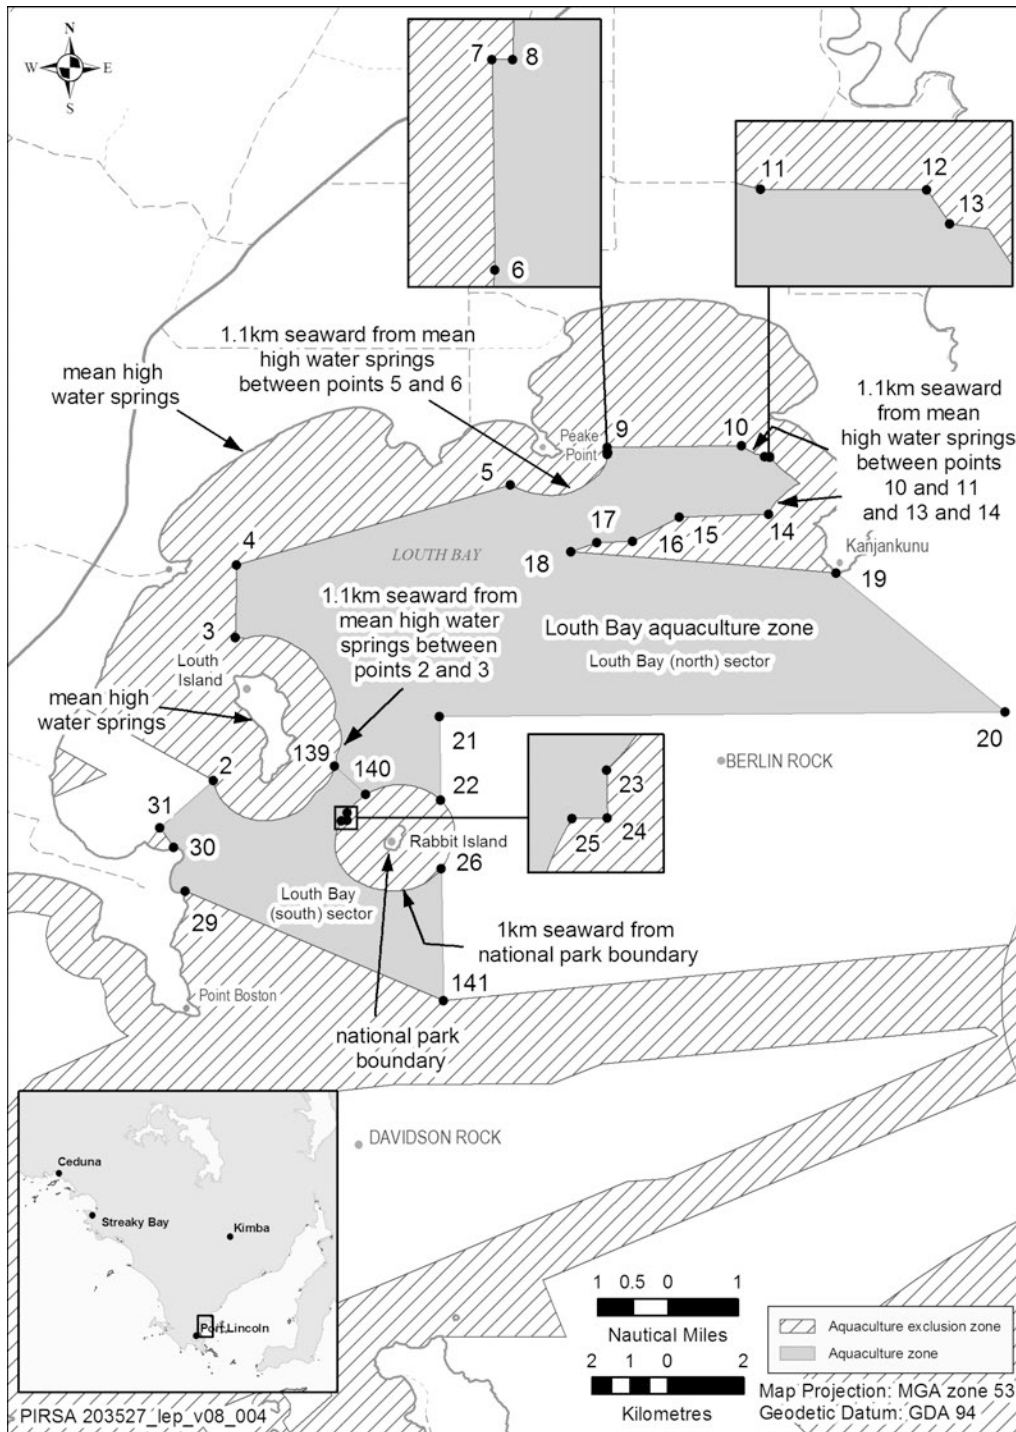 N
W
E
S
7
8
6
11
12
13
1.1km seaward from mean
high water springs
between points 5 and 6
mean high
water springs
1.1km seaward
from mean
high water springs
between points
10 and 11
and 13 and 14
Peake
Point
9
10
5
4
LOUTH BAY
17
18
16
15
14
Kanjankunu
19
3
Louth
Island
1.1km seaward from
mean high water
springs between
points 2 and 3
Louth Bay aquaculture zone
Louth Bay (north) sector
mean high
water springs
139
2
140
21
22
20
BERLIN ROCK
31
30
Rabbit Island
26
23
24
25
29
Louth Bay
(south) sector
1km seaward from
national park boundary
Point Boston
141
national park
boundary
DAVIDSON ROCK
Ceduna
Streaky Bay
Kimba
Port Lincoln
1 0.5 0 1
Nautical Miles
2 1 0 2
Kilometres
Aquaculture exclusion zone
Aquaculture zone
Map Projection: MGA zone 53
Geodetic Datum: GDA 94
PIRSA 203527_lep_v08_004